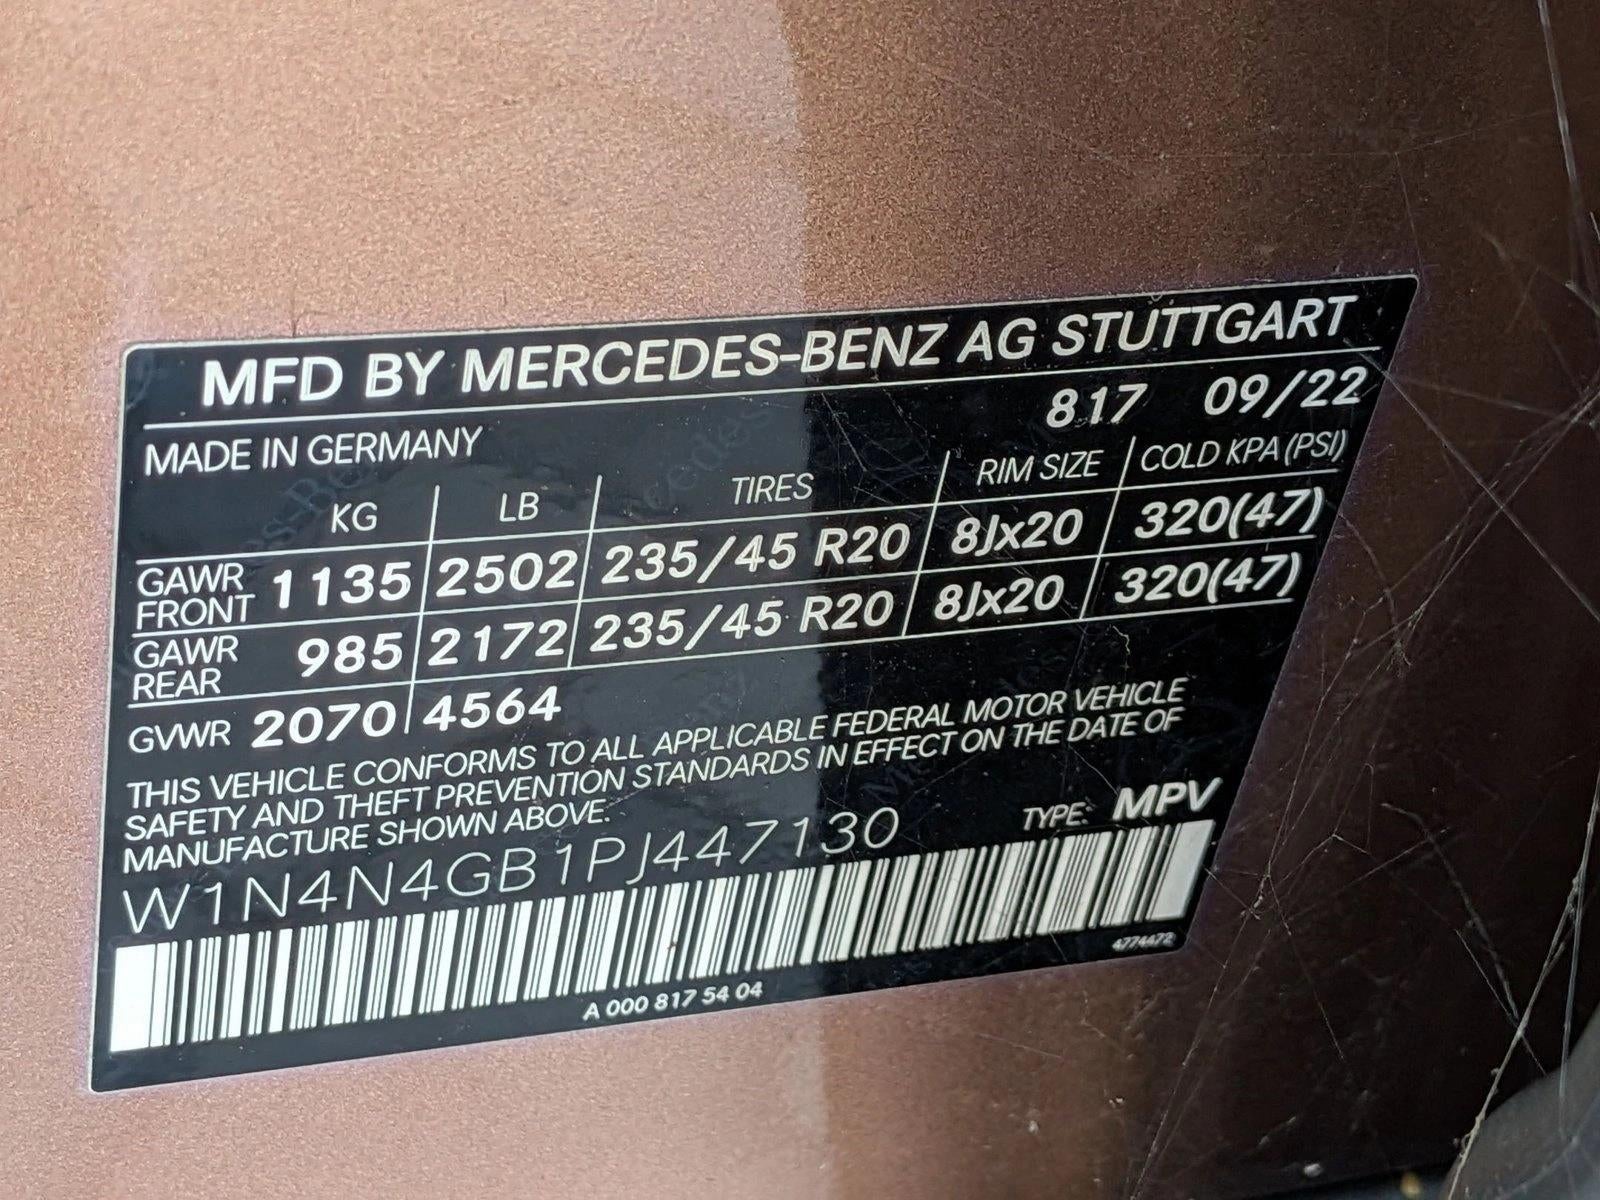 MFD BY MERCEDES-BENZ AG STUTTGART
MADE IN GERMANY 817 09/22
KG LB TIRES RIM SIZE COLD KPA (PSI)
GAWR FRONT 1135 2502 235/45 R20 8Jx20 320(47)
GAWR REAR 985 2172 235/45 R20 8Jx20 320(47)
GVWR 2070 4564
THIS VEHICLE CONFORMS TO ALL APPLICABLE FEDERAL MOTOR VEHICLE
SAFETY AND THEFT PREVENTION STANDARDS IN EFFECT ON THE DATE OF
MANUFACTURE SHOWN ABOVE.
W1N4N4GB1PJ447130 TYPE: MPV
4774472
A 000 817 54 04